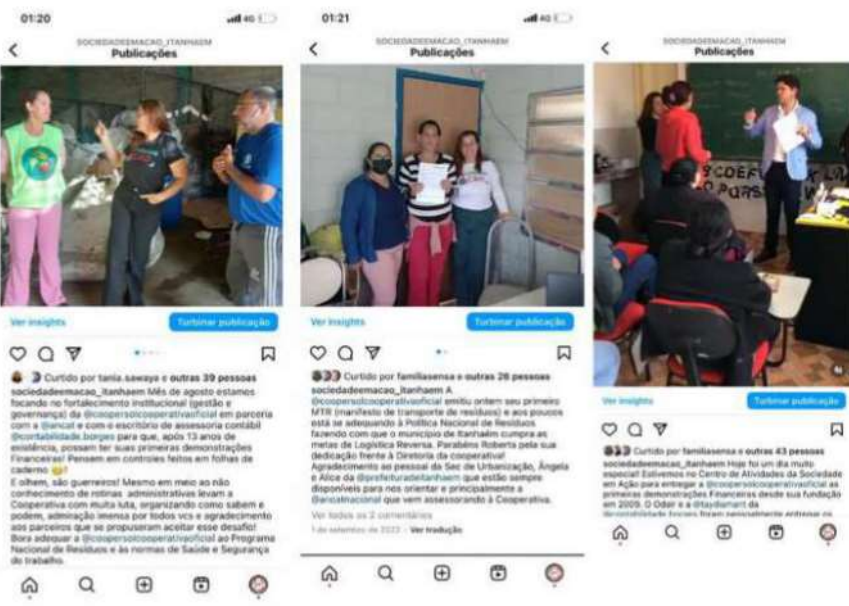 01:20
4G
SOCIEDADEEMACAO_ITANHAEM
Publicações
Ver insights
Turbinar publicação
Curtido por tania.sawaya e outras 39 pessoas
sociedadeemacao_itanhaem Mês de agosto estamos
focando no fortalecimento institucional (gestão e
governança) da @coopersolcooperativaoficial em parceria
com a @ancat e com o escritório de assessoria contábil
@contabilidade.borges para que, após 13 anos de
existência, possam ter suas primeiras demonstrações
Financeiras! Pensem em controles feitos em folhas de
caderno
E olhem, são guerreiros! Mesmo em meio ao não
conhecimento de rotinas administrativas levam a
Cooperativa com muita luta, organizando como sabem e
podem, admiração imensa por todos vcs e agradecimento
aos parceiros que se propuseram aceitar esse desafio!
Bora adequar a @coopersolcooperativaoficial ao Programa
Nacional de Resíduos e às normas de Saúde e Segurança
do trabalho.
01:21
4G
SOCIEDADEEMACAO_ITANHAEM
Publicações
Ver insights
Turbinar publicação
Curtido por familiasensa e outras 28 pessoas
sociedadeemacao_itanhaem A
@coopersolcooperativaoficial emitiu ontem seu primeiro
MTR (manifesto de transporte de resíduos) e aos poucos
está se adequando à Política Nacional de Resíduos
fazendo com que o município de Itanhaém cumpra as
metas de Logística Reversa. Parabéns Roberta pela sua
dedicação frente à Diretoria da cooperativa!
Agradecimento ao pessoal da Sec de Urbanização, Ângela
e Alice da @prefeituradeitanhaem que estão sempre
disponíveis para nos orientar e principalmente a
@ancatnacional que vem assessorando à Cooperativa.
Ver todos os 2 comentários
1 de setembro de 2022 · Ver tradução
SOCIEDADEEMACAO_ITANHAEM
Publicações
Ver insights
Turbinar publicação
Curtido por familiasensa e outras 43 pessoas
sociedadeemacao_itanhaem Hoje foi um dia muito
especial! Estivemos no Centro de Atividades da Sociedade
em Ação para entregar a @coopersolcooperativaoficial as
primeiras demonstrações Financeiras desde sua fundação
em 2009. O Odair e a @taydiamant da